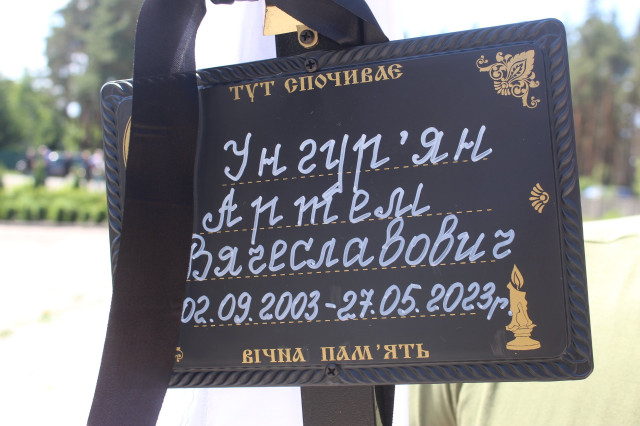 ТУТ СПОЧИВАЄ
Унгур'ян
Артем
Вячеславович
02.09.2003-27.05.2023р.
ВІЧНА ПАМ'ЯТЬ